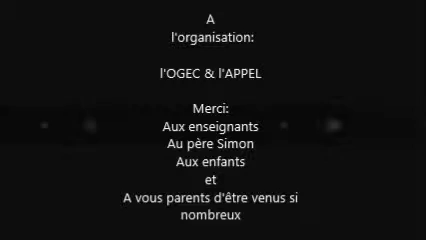 A
l'organisation:
l'OGEC & l'APPEL
Merci:
Aux enseignants
Au père Simon
Aux enfants
et
A vous parents d'être venus si
nombreux